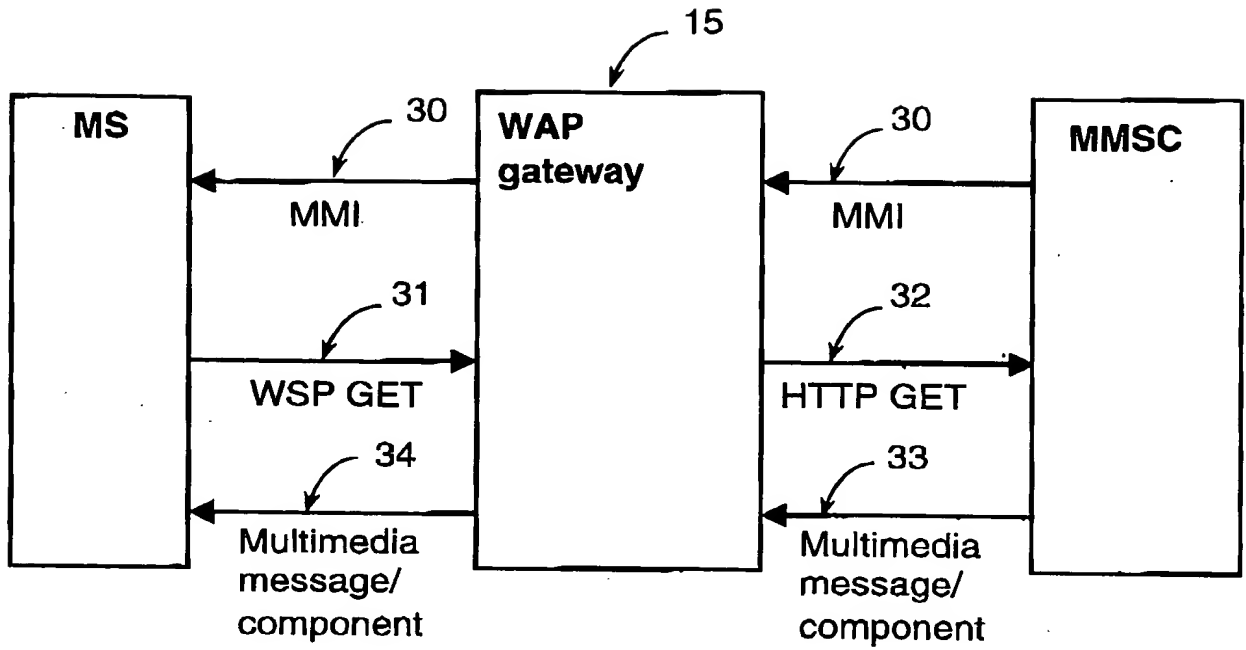 15
MS
30
WAP
gateway
30
MMSC
MMI
MMI
31
32
WSP GET
HTTP GET
34
33
Multimedia
message/
component
Multimedia
message/
component